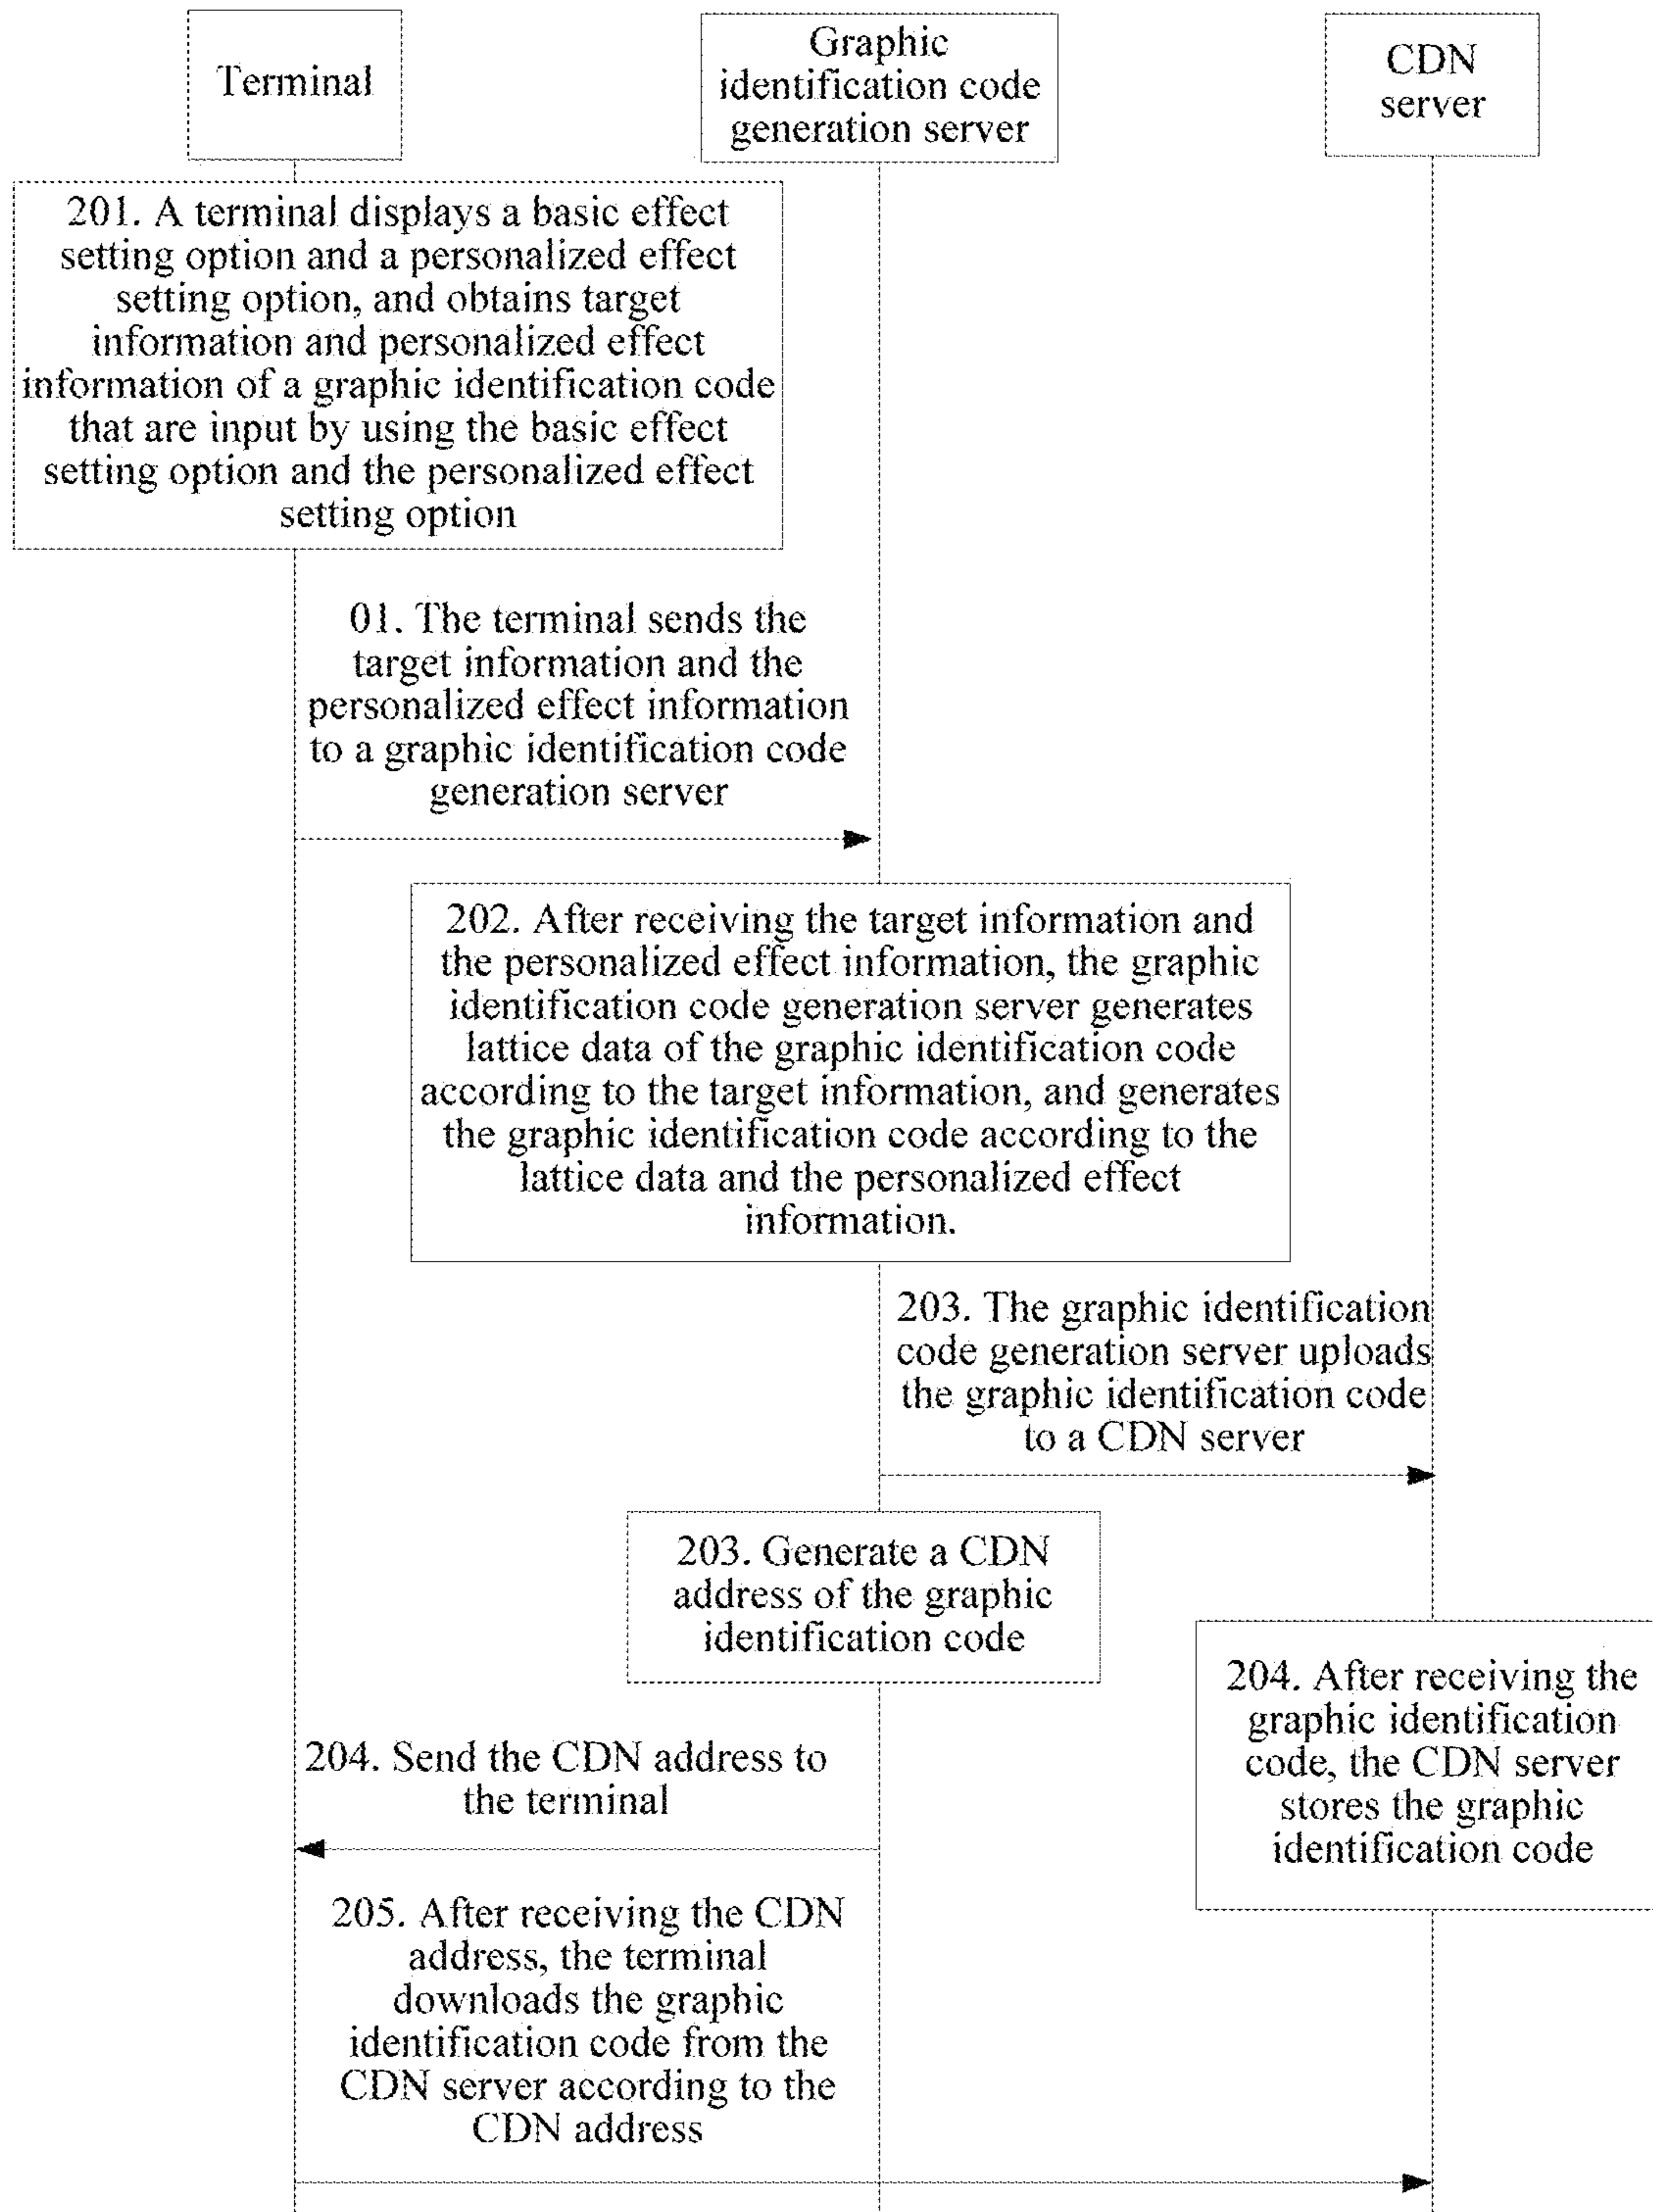 Terminal
Graphic
identification code
generation server
CDN
server
201. A terminal displays a basic effect
setting option and a personalized effect
setting option, and obtains target
information and personalized effect
information of a graphic identification code
that are input by using the basic effect
setting option and the personalized effect
setting option
01. The terminal sends the
target information and the
personalized effect information
to a graphic identification code
generation server
202. After receiving the target information and
the personalized effect information, the graphic
identification code generation server generates
lattice data of the graphic identification code
according to the target information, and generates
the graphic identification code according to the
lattice data and the personalized effect
information.
203. The graphic identification
code generation server uploads
the graphic identification code
to a CDN server
203. Generate a CDN
address of the graphic
identification code
204. After receiving the
graphic identification
code, the CDN server
stores the graphic
identification code
204. Send the CDN address to
the terminal
205. After receiving the CDN
address, the terminal
downloads the graphic
identification code from the
CDN server according to the
CDN address